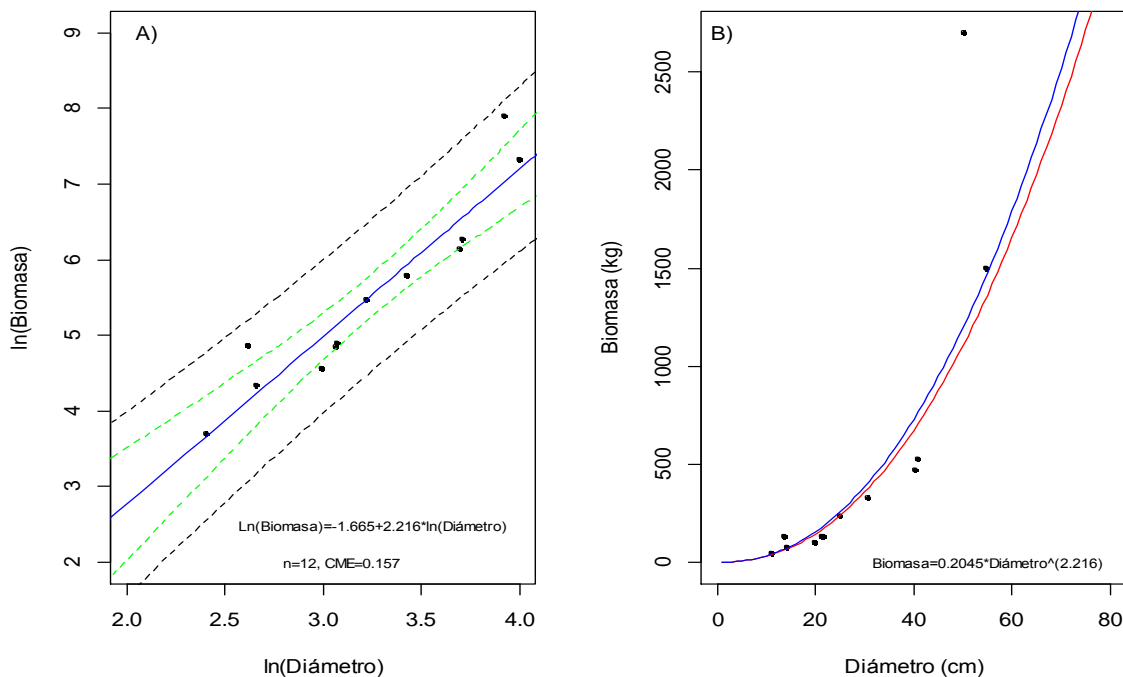 A)
ln(Biomasa)
9
8
7
6
5
4
3
2
Ln(Biomasa)=-1.665+2.216*ln(Diámetro)
n=12, CME=0.157
2.0 2.5 3.0 3.5 4.0
ln(Diámetro)
B)
Biomasa (kg)
2500
2000
1500
1000
500
0
Biomasa=0.2045*Diámetro^(2.216)
0 20 40 60 80
Diámetro (cm)